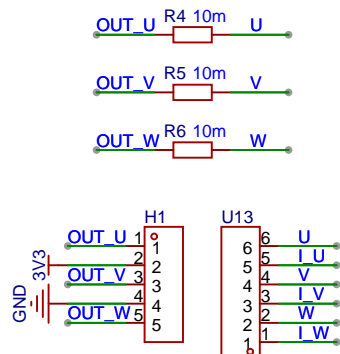 OUT_U R4 10m U
OUT_V R5 10m V
OUT_W R6 10m W
H1 U13
OUT_U 1 1 6 6 U
3V3 2 2 5 5 I_U
OUT_V 3 3 4 4 V
GND 4 4 3 3 I_V
OUT_W 5 5 2 2 W
1 1 I_W